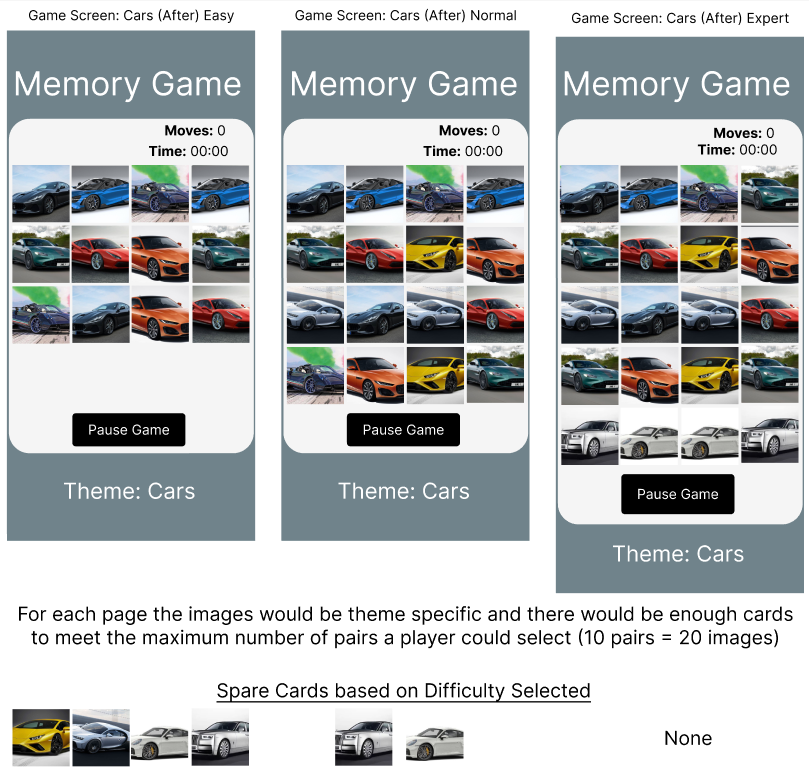 Game Screen: Cars (After) Easy
Game Screen: Cars (After) Normal
Game Screen: Cars (After) Expert
Memory Game
Moves: 0
Time: 00:00
Pause Game
Theme: Cars
Memory Game
Moves: 0
Time: 00:00
Pause Game
Theme: Cars
Memory Game
Moves: 0
Time: 00:00
Pause Game
Theme: Cars
For each page the images would be theme specific and there would be enough cards
to meet the maximum number of pairs a player could select (10 pairs = 20 images)
Spare Cards based on Difficulty Selected
None